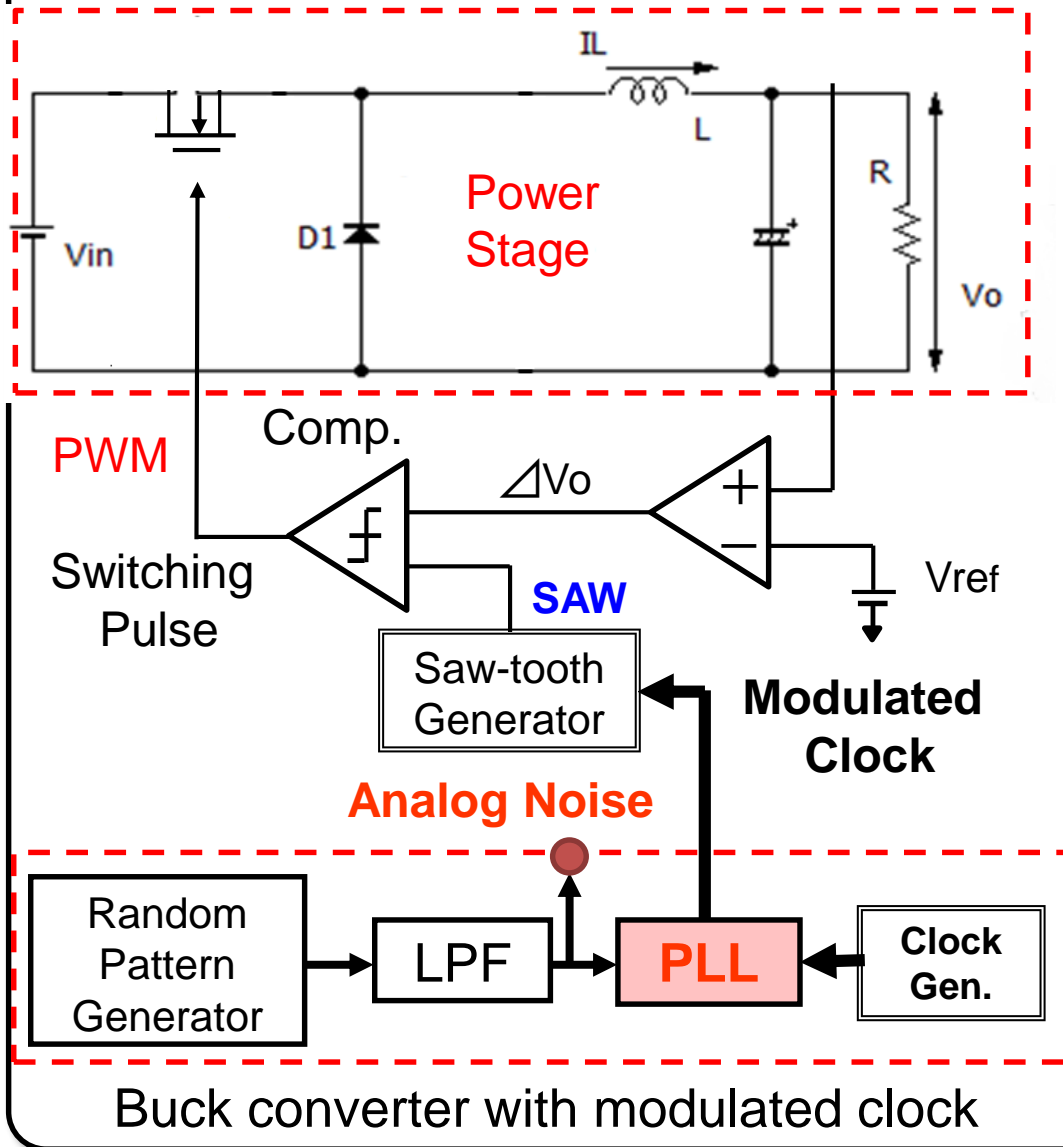 IL
L
R
Power
Stage
D1
Vin
+
Vo
Comp.
PWM
⊿Vo
+
−
Switching
Pulse
SAW
Vref
Saw-tooth
Generator
Modulated
Clock
Analog Noise
Random
Pattern
Generator
LPF
PLL
Clock
Gen.
Buck converter with modulated clock